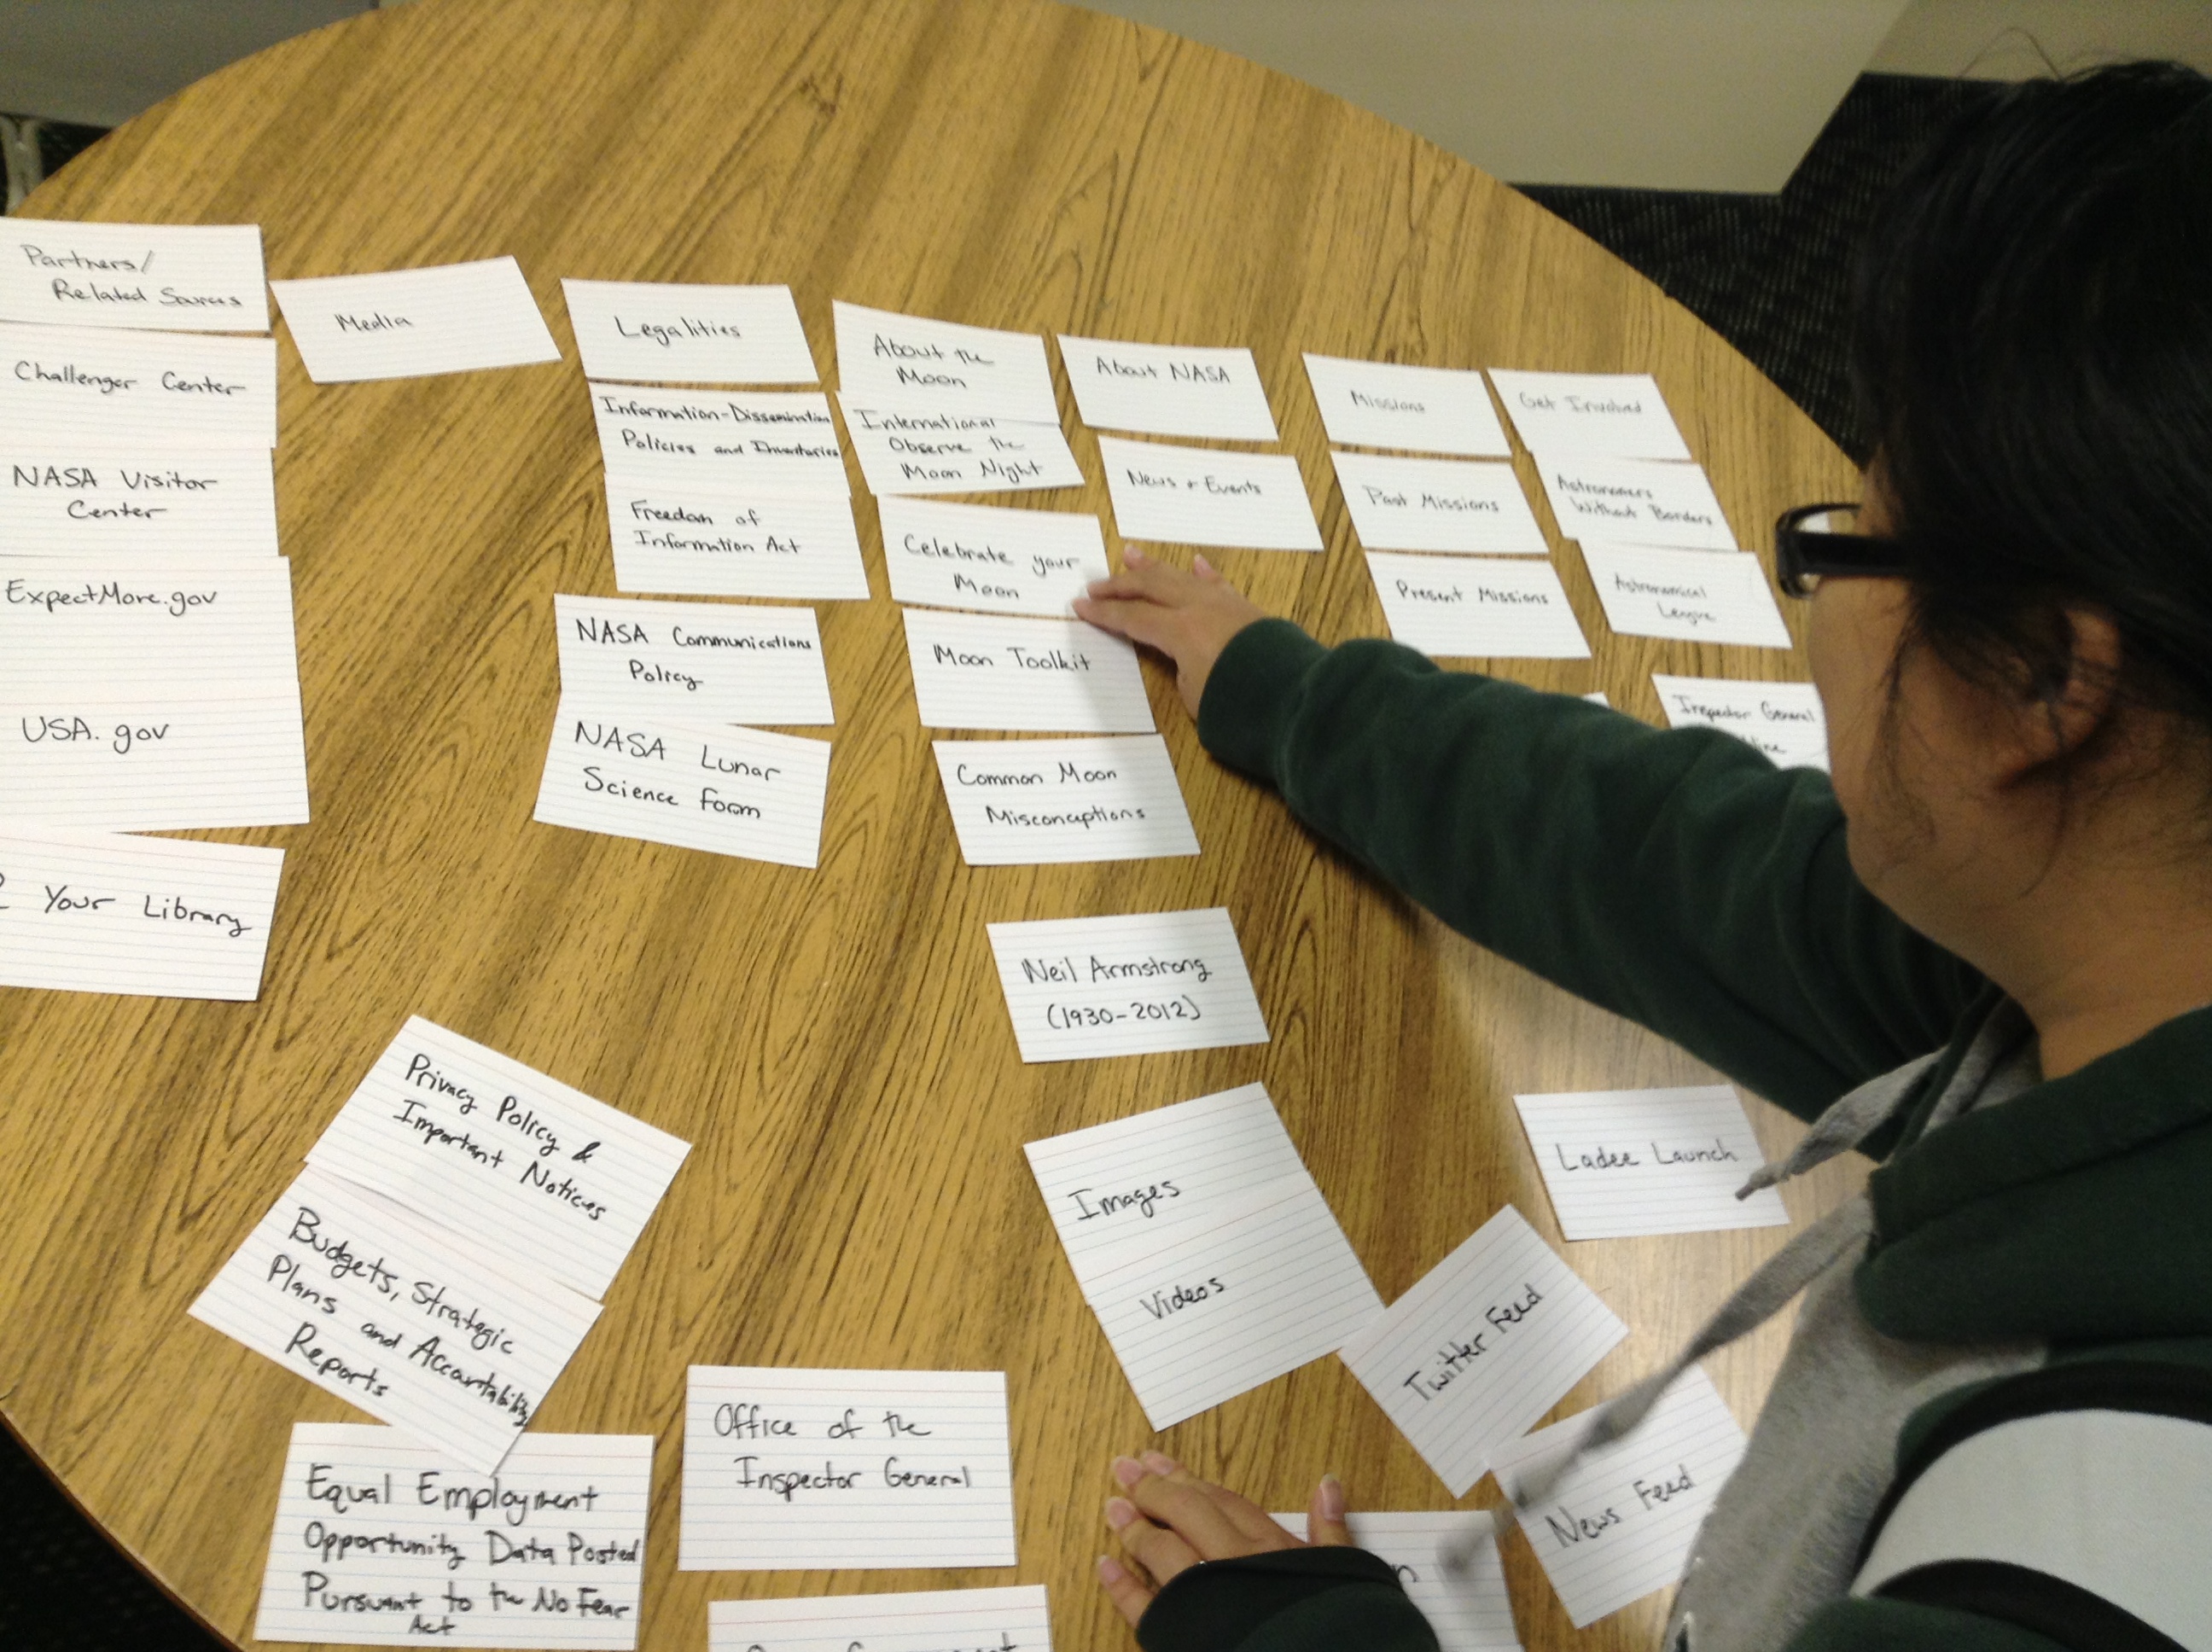 Partners/
Related Sources
Challenger Center
NASA Visitor
Center
ExpectMore.gov
USA.gov
Your Library
Media
Legalities
Information-Dissemination
Policies and Inventories
Freedom of
Information Act
NASA Communications
Policy
NASA Lunar
Science Form
About the
Moon
International
Observe the
Moon Night
Celebrate your
Moon
Moon Toolkit
Common Moon
Misconceptions
Neil Armstrong
(1930-2012)
About NASA
News & Events
Missions
Past Missions
Present Missions
Get Involved
Astronomers
Without Borders
Astronomical
League
Inspector General
Privacy Policy &
Important Notices
Budgets, Strategic
Plans and Accountability
Reports
Equal Employment
Opportunity Data Posted
Pursuant to the No Fear
Act
Office of the
Inspector General
Images
Videos
Twitter Feed
News Feed
Ladee Launch